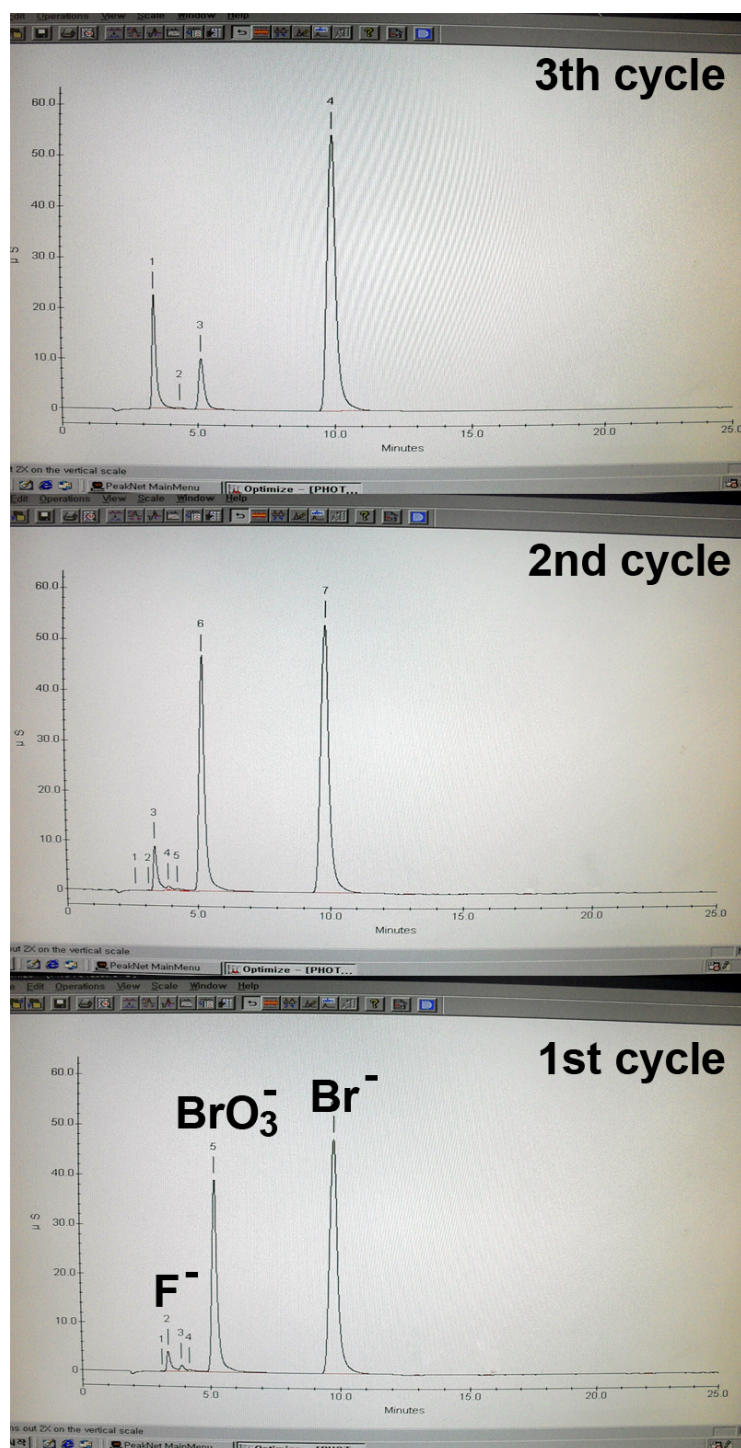 Edit Operations View Scale Window Help
3th cycle
4
60.0
50.0
40.0
1
µS
30.0
3
20.0
2
10.0
0
0 5.0 10.0 15.0 20.0 25.0
Minutes
2X on the vertical scale
PeakNet MainMenu Optimize - [PHOT...
Edit Operations View Scale Window Help
2nd cycle
7
60.0
6
50.0
40.0
µS
30.0
20.0
3
10.0
1 2 4 5
0
0 5.0 10.0 15.0 20.0 25.0
Minutes
out 2X on the vertical scale
PeakNet MainMenu Optimize - [PHOT...
Edit Operations View Scale Window Help
1st cycle
60.0
BrO3- Br-
50.0
5
40.0
µS
30.0
20.0
F-
10.0
2
1 3 4
0
0 5.0 10.0 15.0 20.0 25.0
Minutes
out 2X on the vertical scale
PeakNet MainMenu